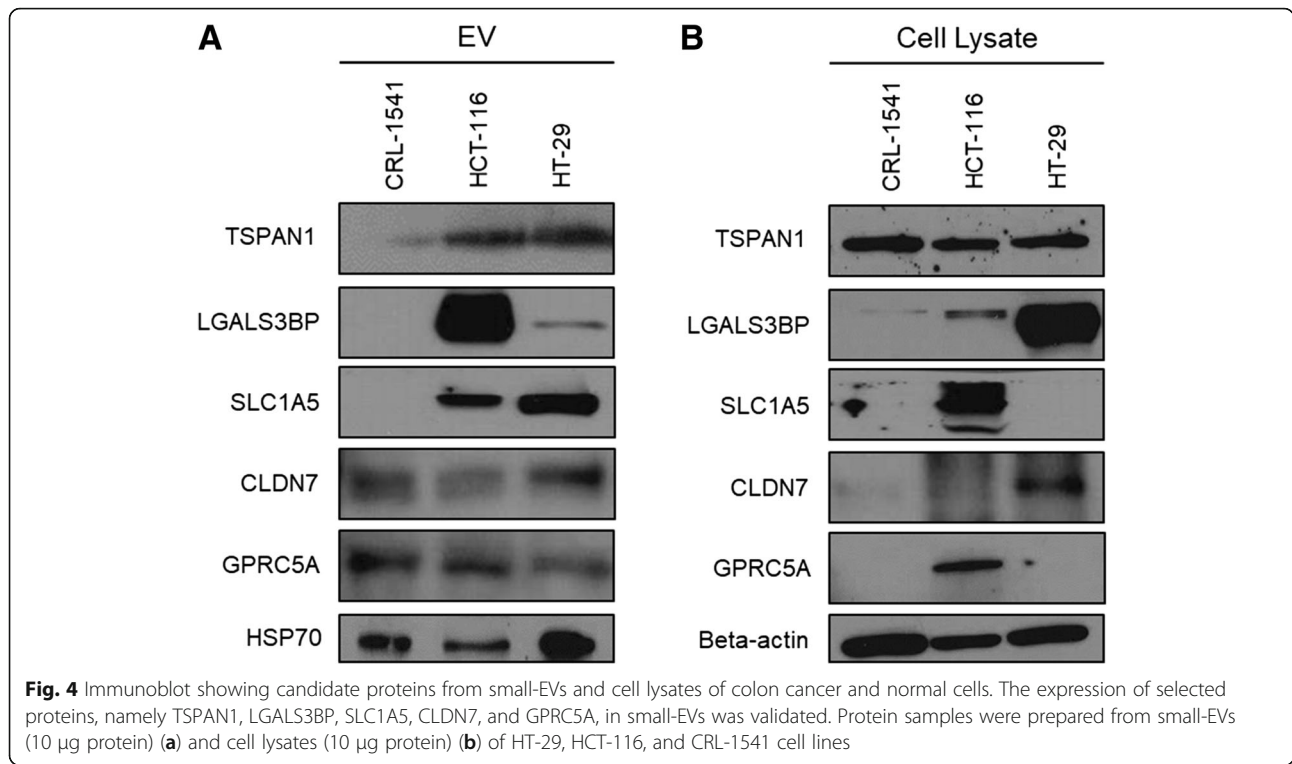 A
EV
CRL-1541
HCT-116
HT-29
TSPAN1
LGALS3BP
SLC1A5
CLDN7
GPRC5A
HSP70
B
Cell Lysate
CRL-1541
HCT-116
HT-29
TSPAN1
LGALS3BP
SLC1A5
CLDN7
GPRC5A
Beta-actin
Fig. 4 Immunoblot showing candidate proteins from small-EVs and cell lysates of colon cancer and normal cells. The expression of selected
proteins, namely TSPAN1, LGALS3BP, SLC1A5, CLDN7, and GPRC5A, in small-EVs was validated. Protein samples were prepared from small-EVs
(10 μg protein) (a) and cell lysates (10 μg protein) (b) of HT-29, HCT-116, and CRL-1541 cell lines